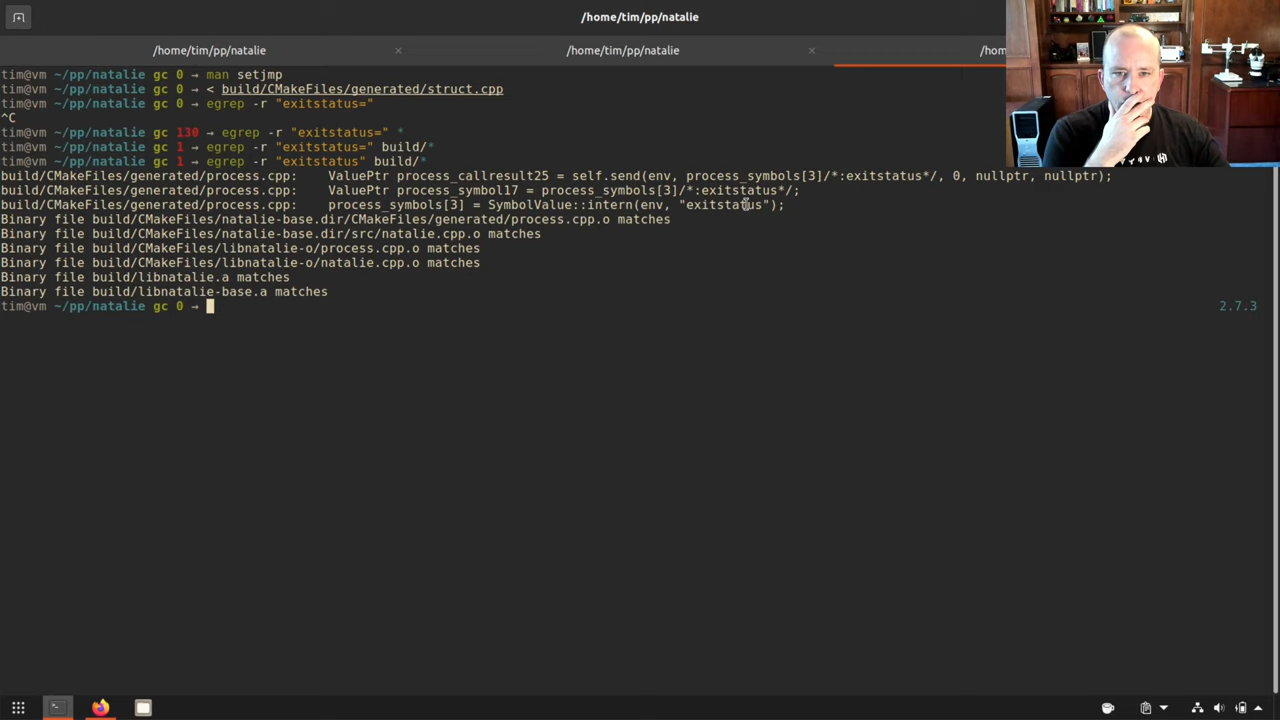 /home/tim/pp/natalie
/home/tim/pp/natalie × /home/tim/pp/natalie × /hom
tim@vm ~/pp/natalie gc 0 → man setjmp
tim@vm ~/pp/natalie gc 0 → < build/CMakeFiles/generated/struct.cpp
tim@vm ~/pp/natalie gc 0 → egrep -r "exitstatus="
^C
tim@vm ~/pp/natalie gc 130 → egrep -r "exitstatus=" *
tim@vm ~/pp/natalie gc 1 → egrep -r "exitstatus=" build/*
tim@vm ~/pp/natalie gc 1 → egrep -r "exitstatus" build/*
build/CMakeFiles/generated/process.cpp:    ValuePtr process_callresult25 = self.send(env, process_symbols[3]/*:exitstatus*/, 0, nullptr, nullptr);
build/CMakeFiles/generated/process.cpp:    ValuePtr process_symbol17 = process_symbols[3]/*:exitstatus*/;
build/CMakeFiles/generated/process.cpp:    process_symbols[3] = SymbolValue::intern(env, "exitstatus");
Binary file build/CMakeFiles/natalie-base.dir/CMakeFiles/generated/process.cpp.o matches
Binary file build/CMakeFiles/natalie-base.dir/src/natalie.cpp.o matches
Binary file build/CMakeFiles/libnatalie-o/process.cpp.o matches
Binary file build/CMakeFiles/libnatalie-o/natalie.cpp.o matches
Binary file build/libnatalie.a matches
Binary file build/libnatalie-base.a matches
tim@vm ~/pp/natalie gc 0 → 2.7.3